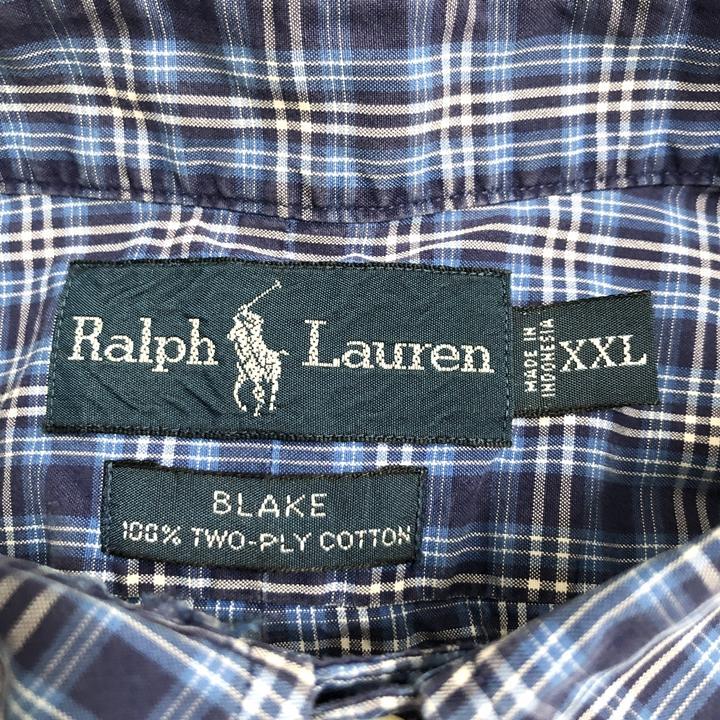 Ralph Lauren
MADE IN
INDONESIA
XXL
BLAKE
100% TWO-PLY COTTON